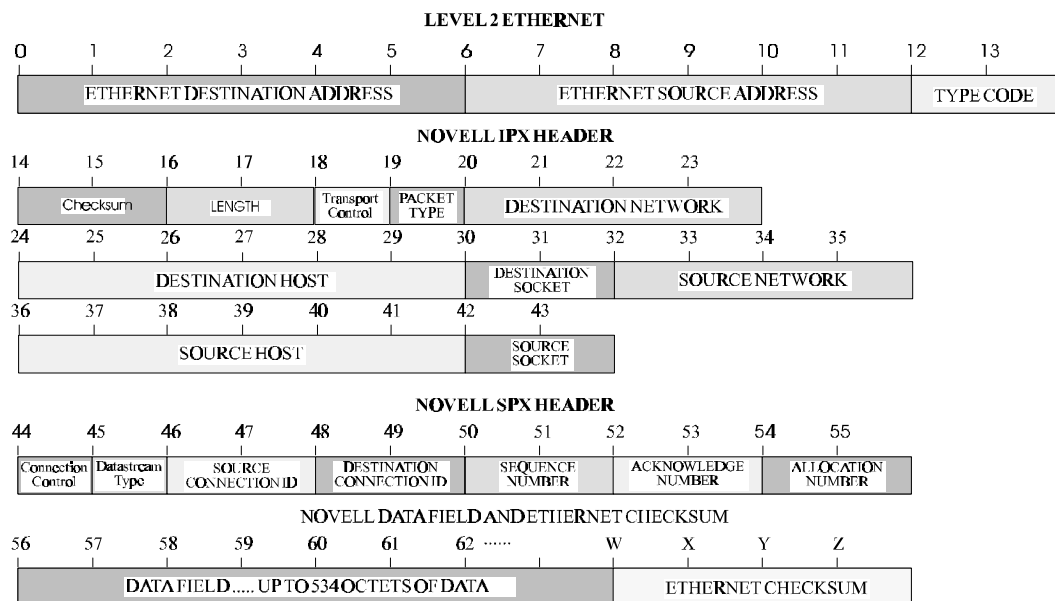 LEVEL 2 ETHERNET
0 1 2 3 4 5 6 7 8 9 10 11 12 13
ETHERNET DESTINATION ADDRESS ETHERNET SOURCE ADDRESS TYPE CODE
NOVELL IPX HEADER
14 15 16 17 18 19 20 21 22 23
Checksum LENGTH Transport Control PACKET TYPE DESTINATION NETWORK
24 25 26 27 28 29 30 31 32 33 34 35
DESTINATION HOST DESTINATION SOCKET SOURCE NETWORK
36 37 38 39 40 41 42 43
SOURCE HOST SOURCE SOCKET
NOVELL SPX HEADER
44 45 46 47 48 49 50 51 52 53 54 55
Connection Control Datastream Type SOURCE CONNECTION ID DESTINATION CONNECTION ID SEQUENCE NUMBER ACKNOWLEDGE NUMBER ALLOCATION NUMBER
NOVELL DATA FIELD AND ETHERNET CHECKSUM
56 57 58 59 60 61 62 ...... W X Y Z
DATA FIELD ..... UP TO 534 OCTETS OF DATA ETHERNET CHECKSUM